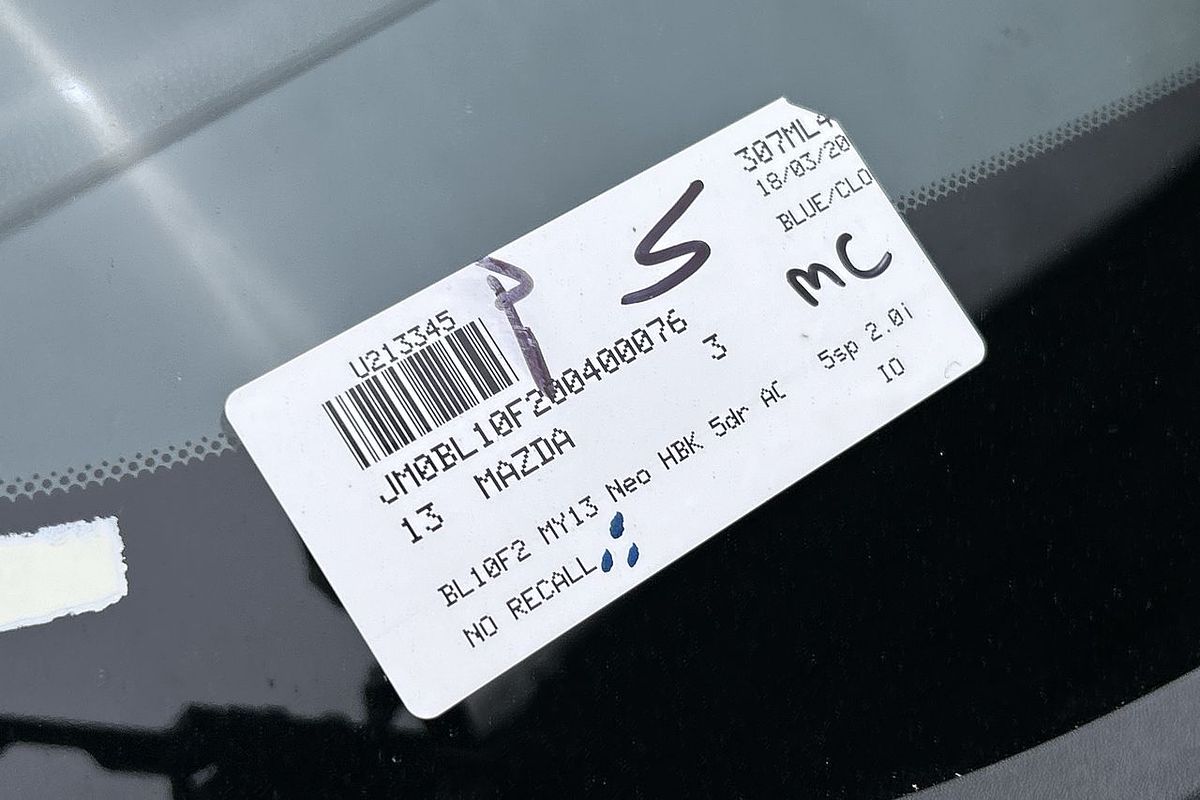 307ML4
18/03/20
BLUE/CLO
P S MC
U213345
JM0BL10F200400076
13 MAZDA 3
BL10F2 MY13 Neo HBK 5dr AC 5sp 2.0i
NO RECALL IO